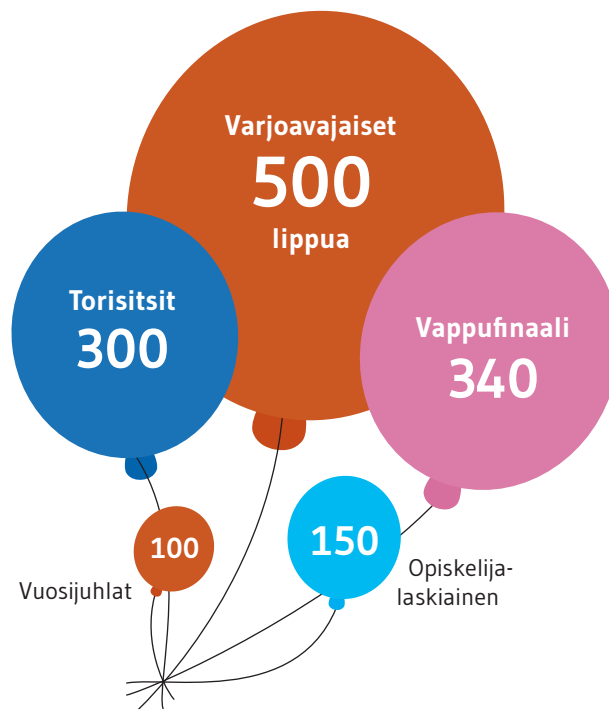 Varjoavajaiset
500
lippua
Torisitsit
300
Vappufinaali
340
100
Vuosijuhlat
150
Opiskelija-
laskiainen